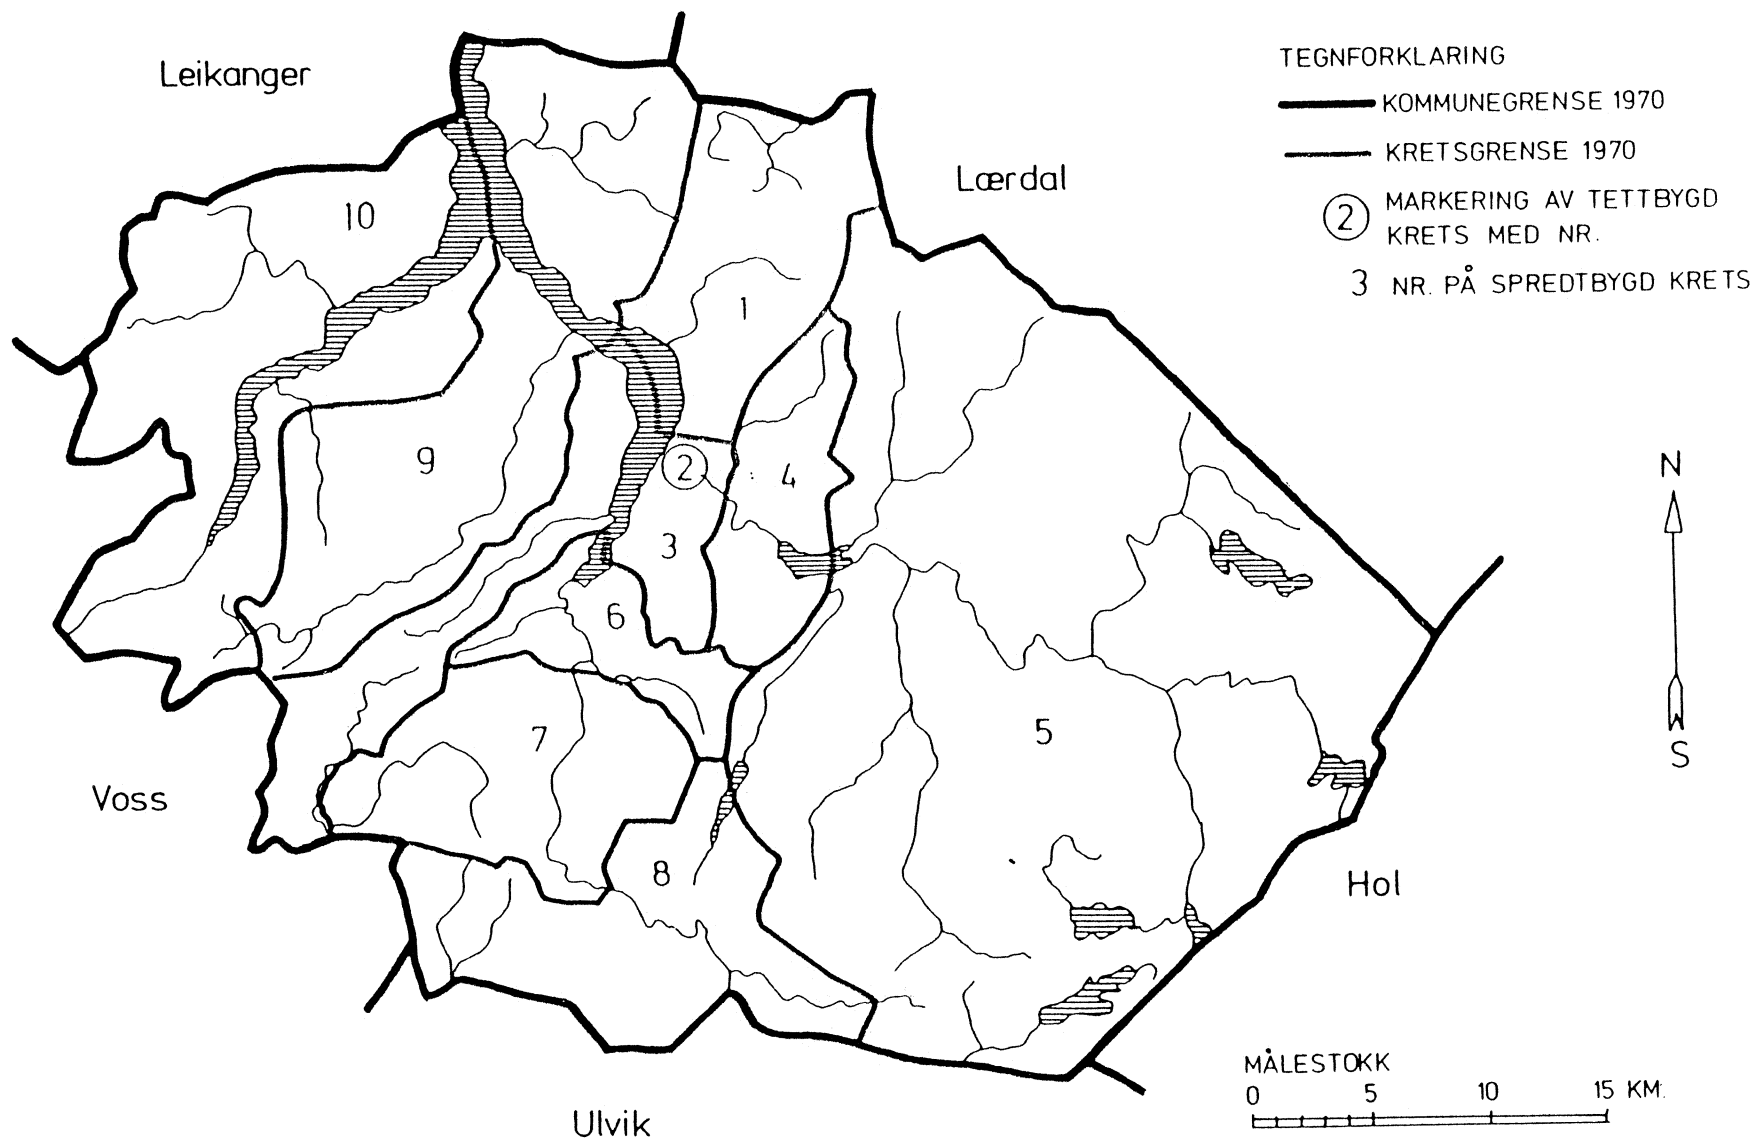 Leikanger
TEGNFORKLARING
KOMMUNEGRENSE 1970
KRETSGRENSE 1970
2 MARKERING AV TETTBYGD
KRETS MED NR.
3 NR. PÅ SPREDTBYGD KRETS
Lærdal
10
1
9
2
4
3
6
7
5
8
N
S
Voss
Hol
Ulvik
MÅLESTOKK
0 5 10 15 KM.